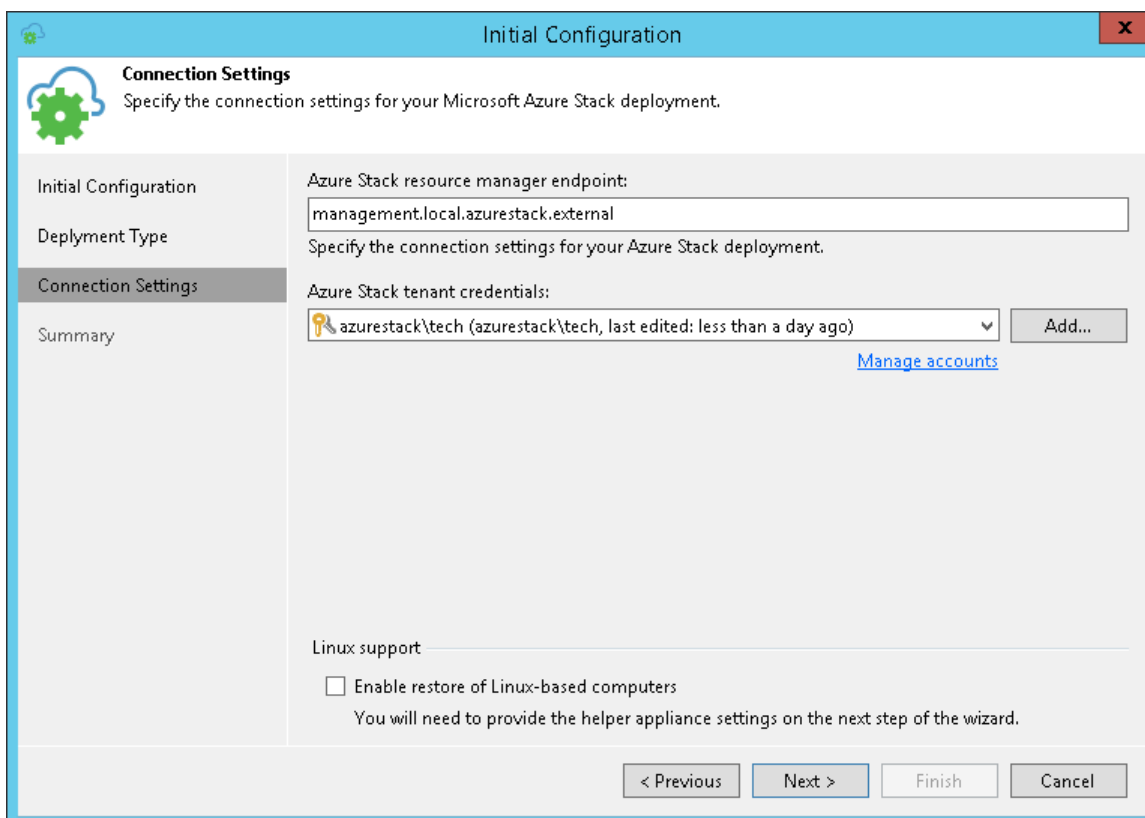 Initial Configuration
x
Connection Settings
Specify the connection settings for your Microsoft Azure Stack deployment.
Initial Configuration
Deplyment Type
Connection Settings
Summary
Azure Stack resource manager endpoint:
management.local.azurestack.external
Specify the connection settings for your Azure Stack deployment.
Azure Stack tenant credentials:
azurestack\tech (azurestack\tech, last edited: less than a day ago)
Add...
Manage accounts
Linux support
Enable restore of Linux-based computers
You will need to provide the helper appliance settings on the next step of the wizard.
< Previous
Next >
Finish
Cancel